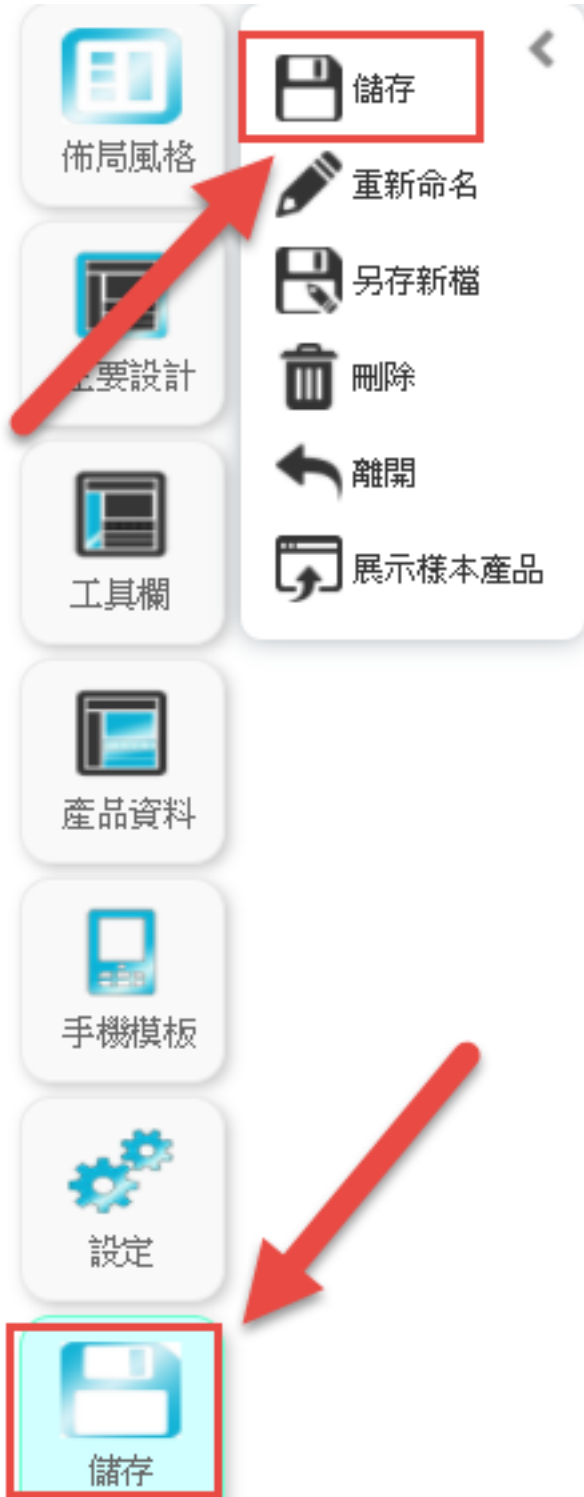 佈局風格
要設計
工具欄
產品資料
手機模板
設定
儲存
儲存
重新命名
另存新檔
刪除
離開
展示樣本產品